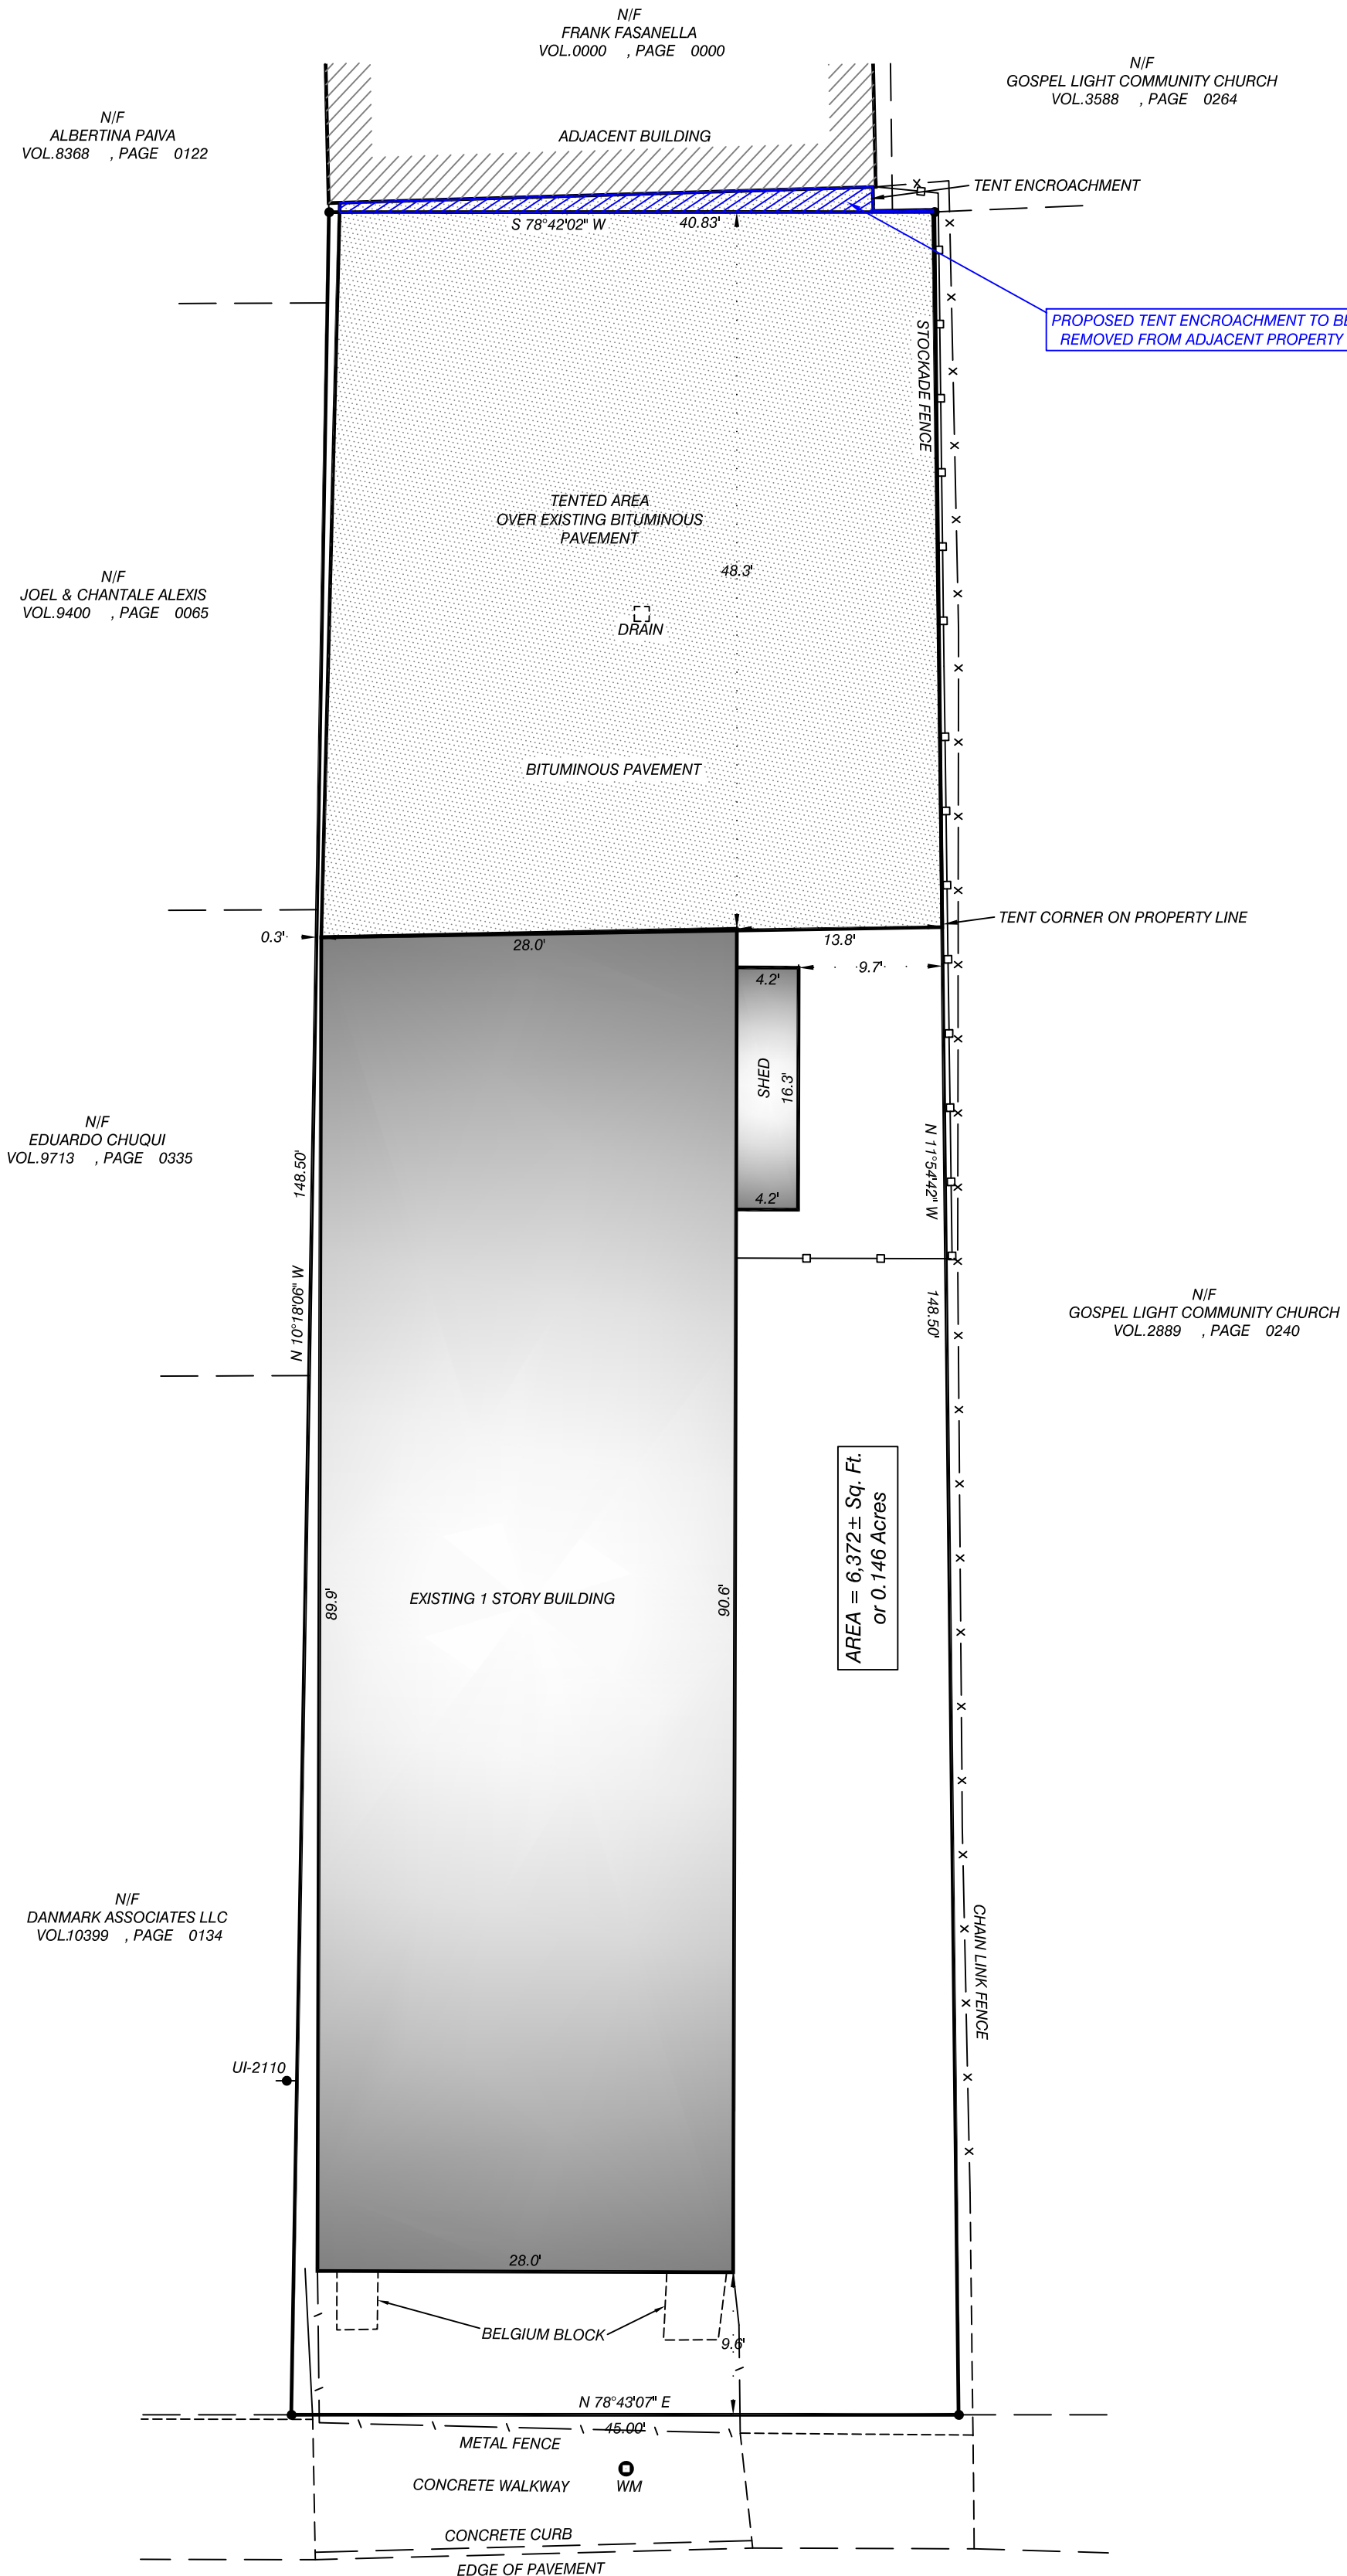 N/F
FRANK FASANELLA
VOL.0000 , PAGE 0000
N/F
GOSPEL LIGHT COMMUNITY CHURCH
VOL.3588 , PAGE 0264
N/F
ALBERTINA PAIVA
VOL.8368 , PAGE 0122
ADJACENT BUILDING
TENT ENCROACHMENT
S 78°42'02" W
40.83'
PROPOSED TENT ENCROACHMENT TO BE
REMOVED FROM ADJACENT PROPERTY
STOCKADE FENCE
TENTED AREA
OVER EXISTING BITUMINOUS
PAVEMENT
48.3'
N/F
JOEL & CHANTALE ALEXIS
VOL.9400 , PAGE 0065
DRAIN
BITUMINOUS PAVEMENT
TENT CORNER ON PROPERTY LINE
0.3'
28.0'
13.8'
9.7'
4.2'
SHED
16.3'
4.2'
N/F
EDUARDO CHUQUI
VOL.9713 , PAGE 0335
148.50'
N 10°18'06" W
N 11°54'42" W
148.50'
N/F
GOSPEL LIGHT COMMUNITY CHURCH
VOL.2889 , PAGE 0240
AREA = 6,372± Sq. Ft.
or 0.146 Acres
89.9'
EXISTING 1 STORY BUILDING
90.6'
N/F
DANMARK ASSOCIATES LLC
VOL.10399 , PAGE 0134
CHAIN LINK FENCE
UI-2110
28.0'
BELGIUM BLOCK
9.6'
N 78°43'07" E
45.00'
METAL FENCE
CONCRETE WALKWAY
WM
CONCRETE CURB
EDGE OF PAVEMENT